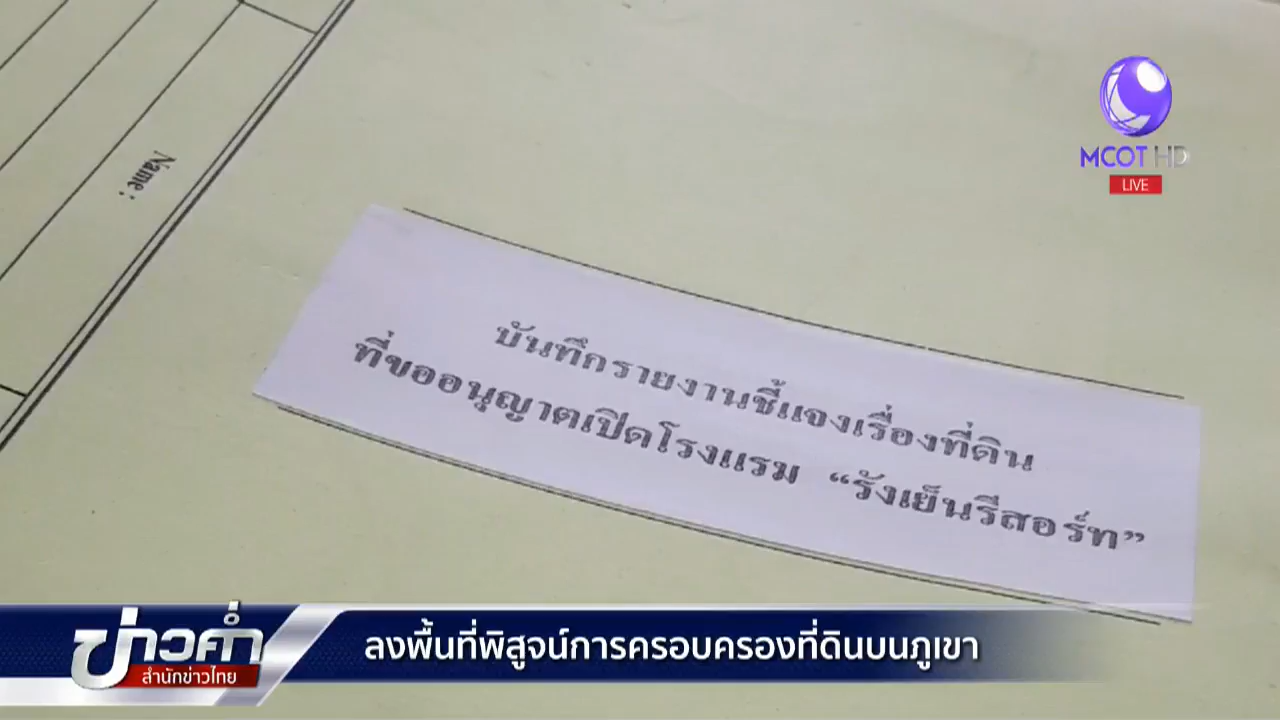 Name :
MCOT HD
LIVE
บันทึกรายงานชี้แจงเรื่องที่ดิน
ที่ขออนุญาตเปิดโรงแรม “รังเย็นรีสอร์ท”
ข่าวค่ำ
สำนักข่าวไทย
ลงพื้นที่พิสูจน์การครอบครองที่ดินบนภูเขา